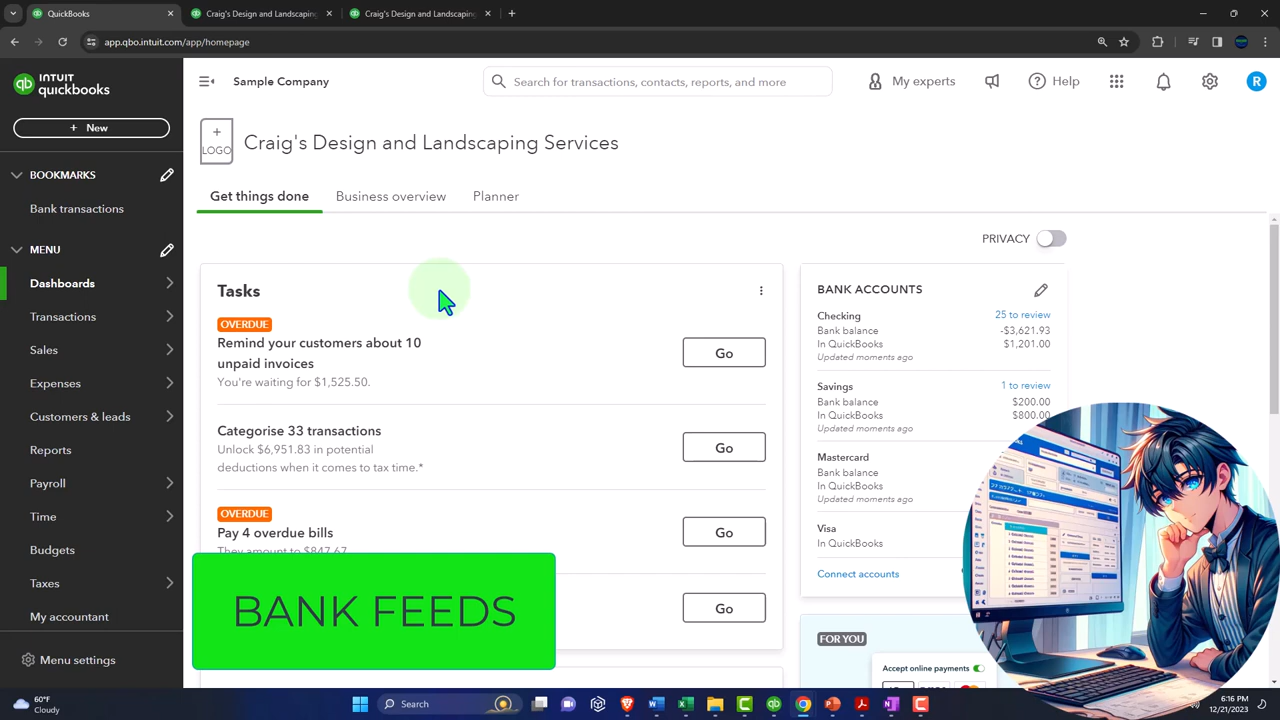 QuickBooks
Craig's Design and Landscaping
Craig's Design and Landscaping
app.qbo.intuit.com/app/homepage
INTUIT
quickbooks
Sample Company
Search for transactions, contacts, reports, and more
My experts
Help
R
+ New
+
LOGO
Craig's Design and Landscaping Services
BOOKMARKS
Bank transactions
MENU
Dashboards
Transactions
Sales
Expenses
Customers & leads
Reports
Payroll
Time
Budgets
Taxes
My accountant
Menu settings
Get things done
Business overview
Planner
PRIVACY
Tasks
OVERDUE
Remind your customers about 10
unpaid invoices
You're waiting for $1,525.50.
Go
Categorise 33 transactions
Unlock $6,951.83 in potential
deductions when it comes to tax time.*
Go
OVERDUE
Pay 4 overdue bills
They amount to $847.67
Go
Go
BANK FEEDS
BANK ACCOUNTS
Checking
25 to review
Bank balance
-$3,621.93
In QuickBooks
$1,201.00
Updated moments ago
Savings
1 to review
Bank balance
$200.00
In QuickBooks
$800.00
Updated moments ago
Mastercard
Bank balance
In QuickBooks
Updated moments ago
Visa
In QuickBooks
Connect accounts
FOR YOU
Accept online payments
60°F
Cloudy
Search
6:16 PM
12/21/2023